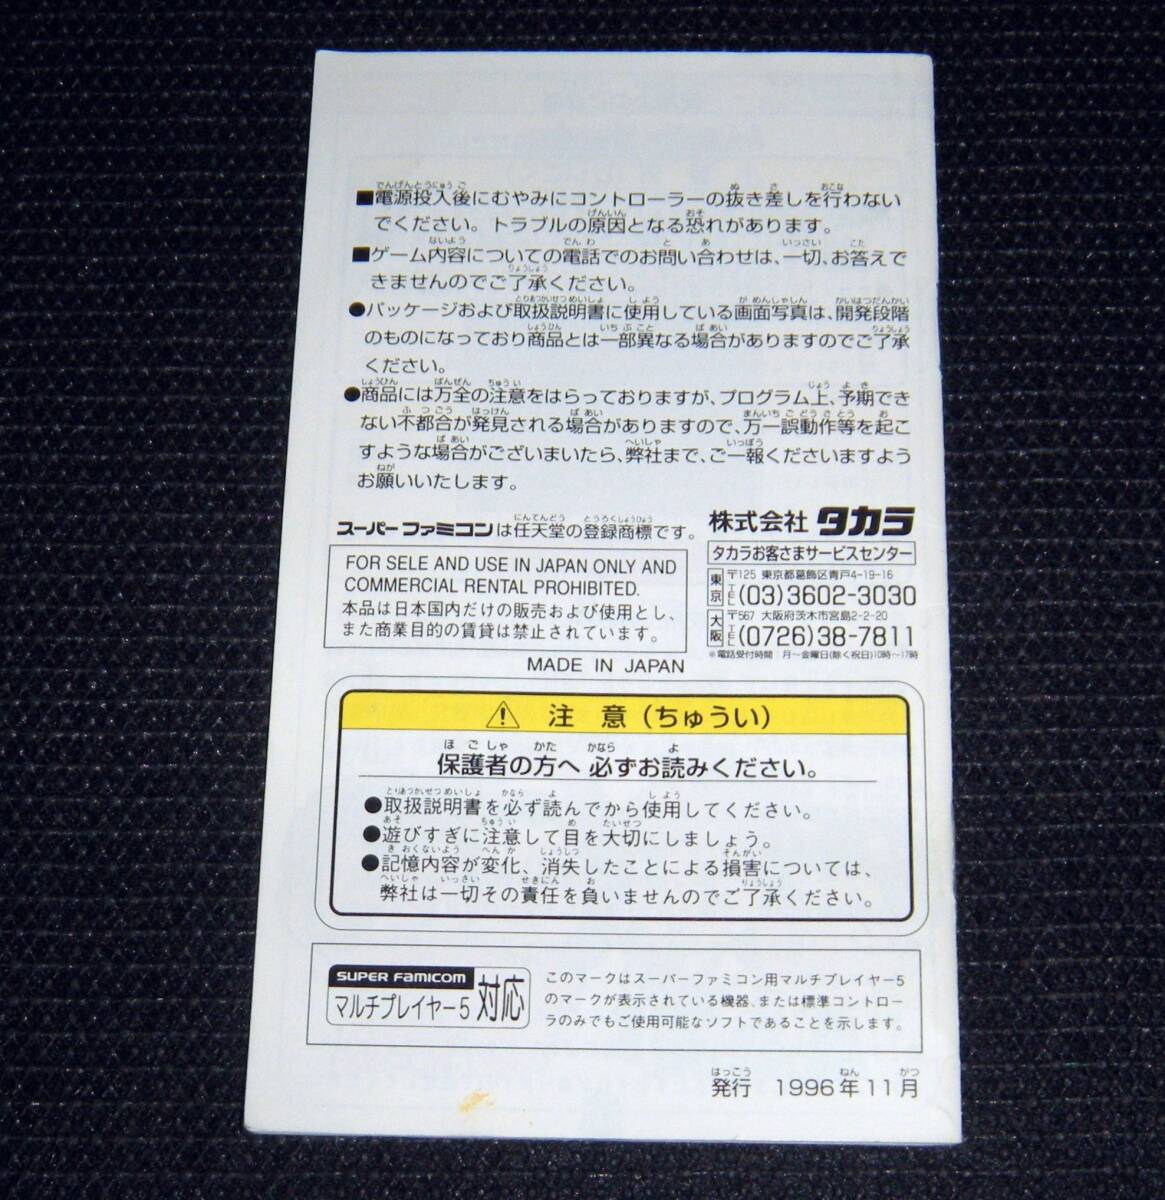 ■電源投入後にむやみにコントローラーの抜き差しを行わない
でください。トラブルの原因となる恐れがあります。
■ゲーム内容についての電話でのお問い合わせは、一切、お答えで
きませんのでご了承ください。
●パッケージおよび取扱説明書に使用している画面写真は、開発段階
のものになっており商品とは一部異なる場合がありますのでご了承
ください。
●商品には万全の注意をはらっておりますが、プログラム上、予期でき
ない不都合が発見される場合がありますので、万一誤動作等を起こ
すような場合がございまいたら、弊社まで、ご一報くださいますよう
お願いいたします。
スーパーファミコンは任天堂の登録商標です。
FOR SELE AND USE IN JAPAN ONLY AND
COMMERCIAL RENTAL PROHIBITED.
本品は日本国内だけの販売および使用とし、
また商業目的の賃貸は禁止されています。
MADE IN JAPAN
株式会社 タカラ
タカラお客さまサービスセンター
東京 〒125 東京都葛飾区青戸4-19-16
TEL (03)3602-3030
大阪 〒567 大阪府茨木市宮島2-2-20
TEL (0726)38-7811
※電話受付時間 月〜金曜日(除く祝日)10時〜17時
⚠ 注意(ちゅうい)
保護者の方へ 必ずお読みください。
●取扱説明書を必ず読んでから使用してください。
●遊びすぎに注意して目を大切にしましょう。
●記憶内容が変化、消失したことによる損害については、
弊社は一切その責任を負いませんのでご了承ください。
SUPER FAMICOM
マルチプレイヤー5 対応
このマークはスーパーファミコン用マルチプレイヤー5
のマークが表示されている機器、または標準コントロー
ラのみでもご使用可能なソフトであることを示します。
発行 1996年11月